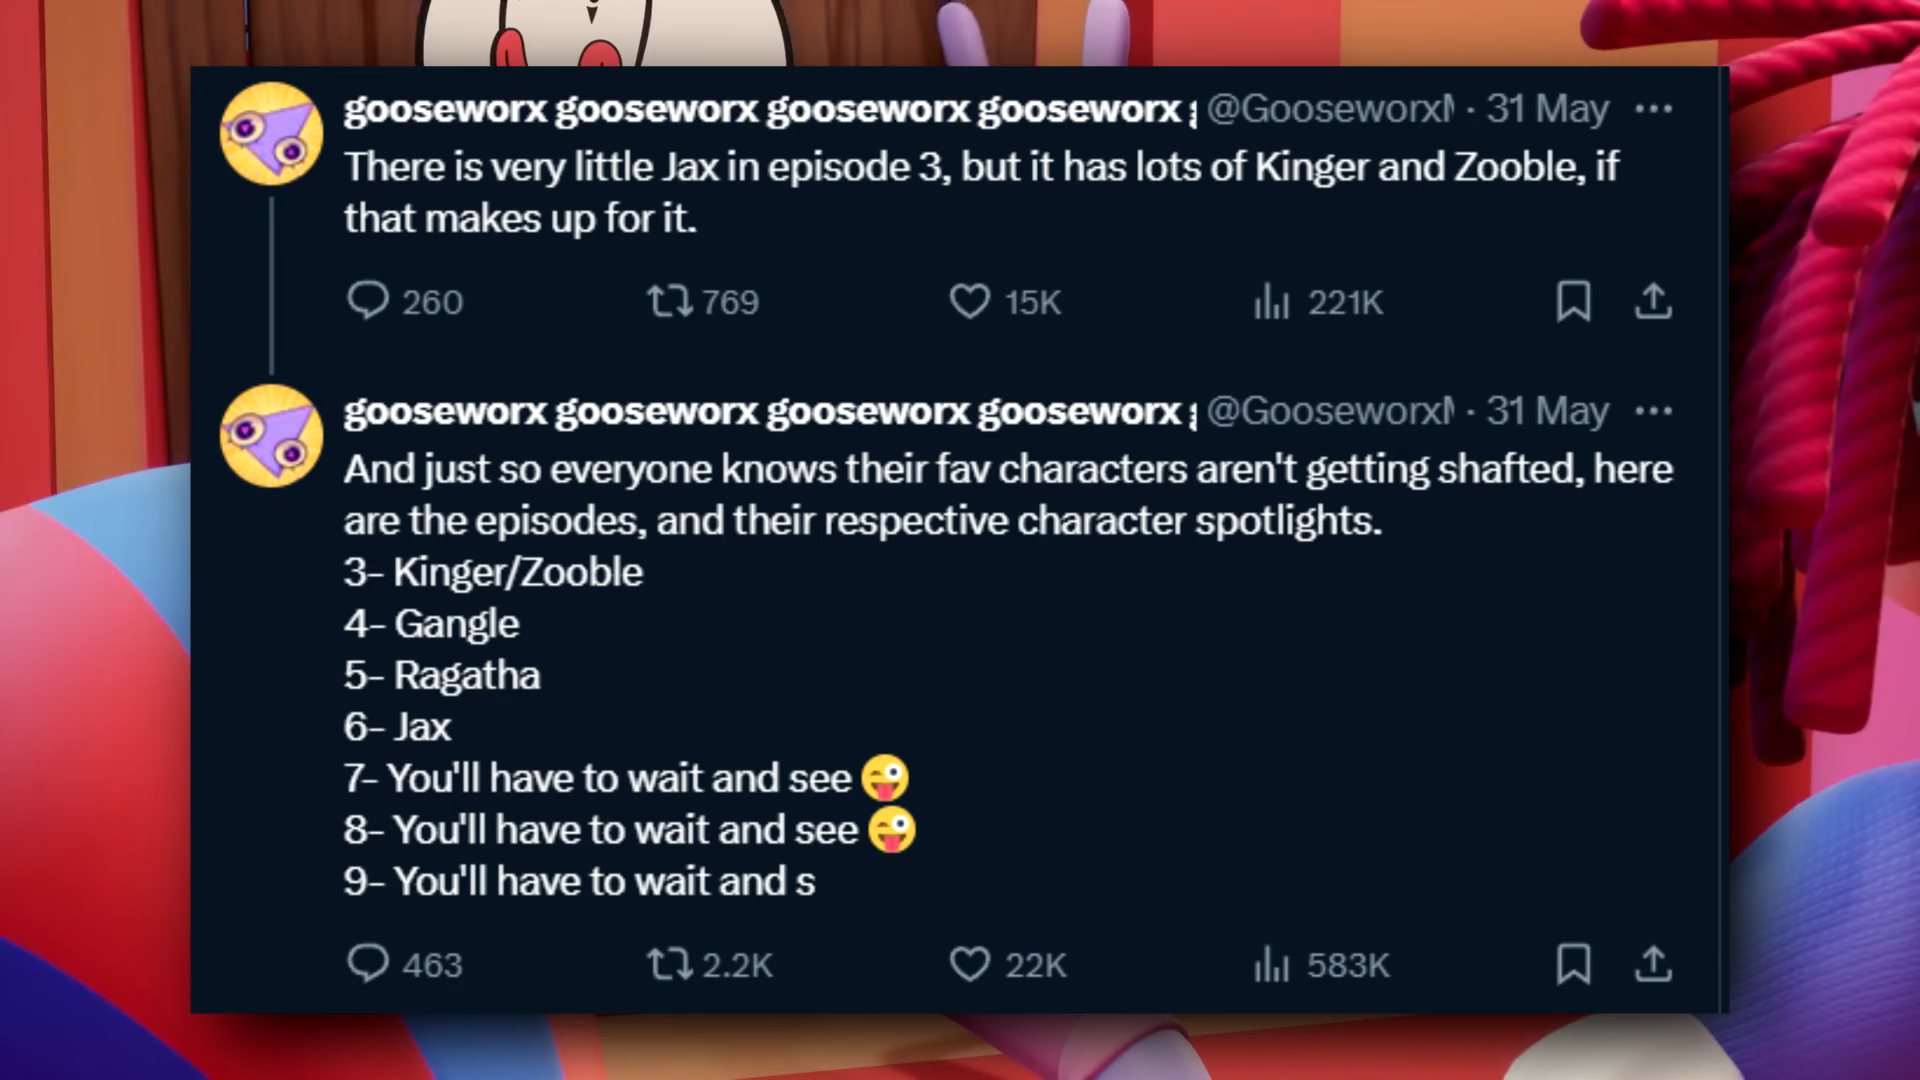 gooseworx gooseworx gooseworx gooseworx @Gooseworx · 31 May
There is very little Jax in episode 3, but it has lots of Kinger and Zooble, if
that makes up for it.
260 769 15K 221K
gooseworx gooseworx gooseworx gooseworx @Gooseworx · 31 May
And just so everyone knows their fav characters aren't getting shafted, here
are the episodes, and their respective character spotlights.
3- Kinger/Zooble
4- Gangle
5- Ragatha
6- Jax
7- You'll have to wait and see 😜
8- You'll have to wait and see 😜
9- You'll have to wait and s
463 2.2K 22K 583K